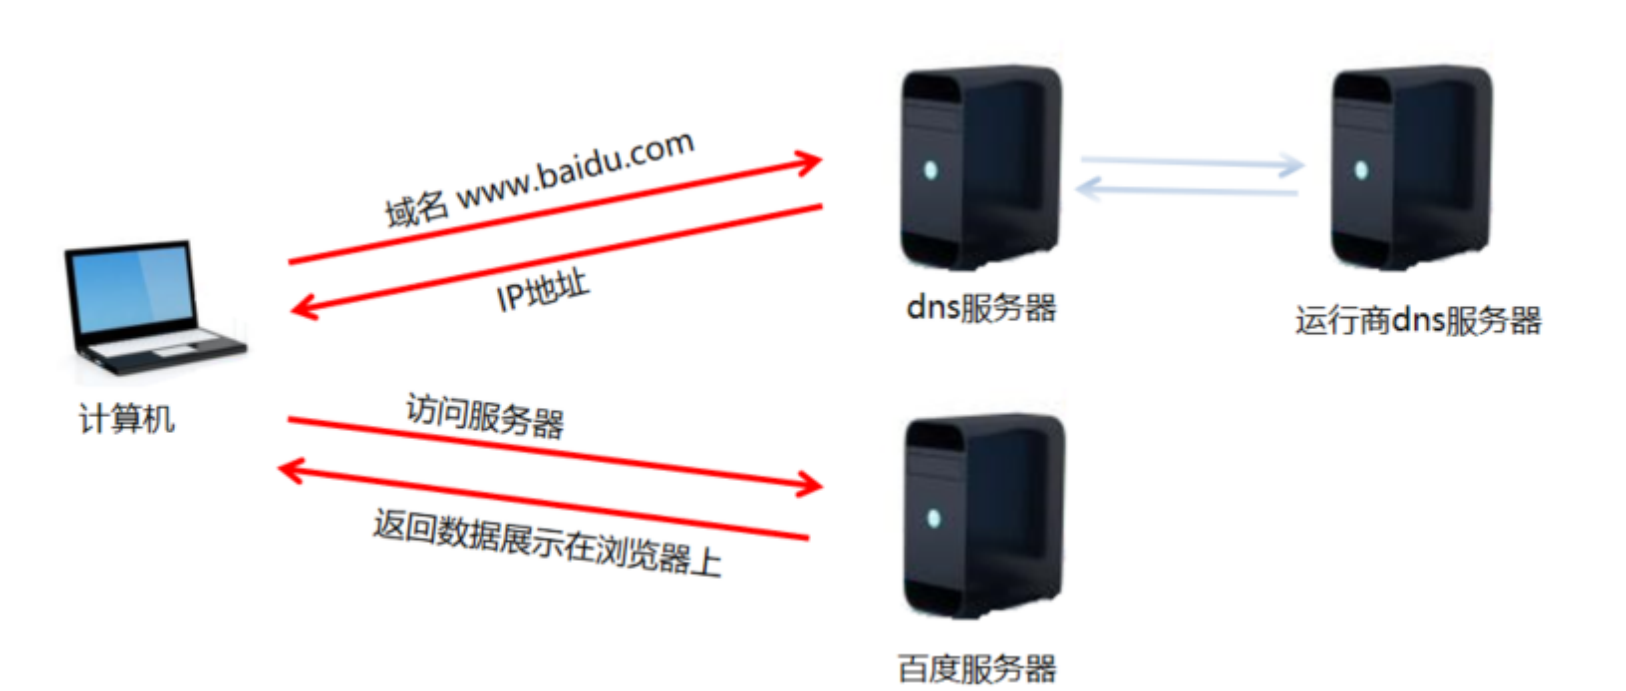 域名 www.baidu.com
IP地址
dns服务器
运行商dns服务器
计算机
访问服务器
返回数据展示在浏览器上
百度服务器